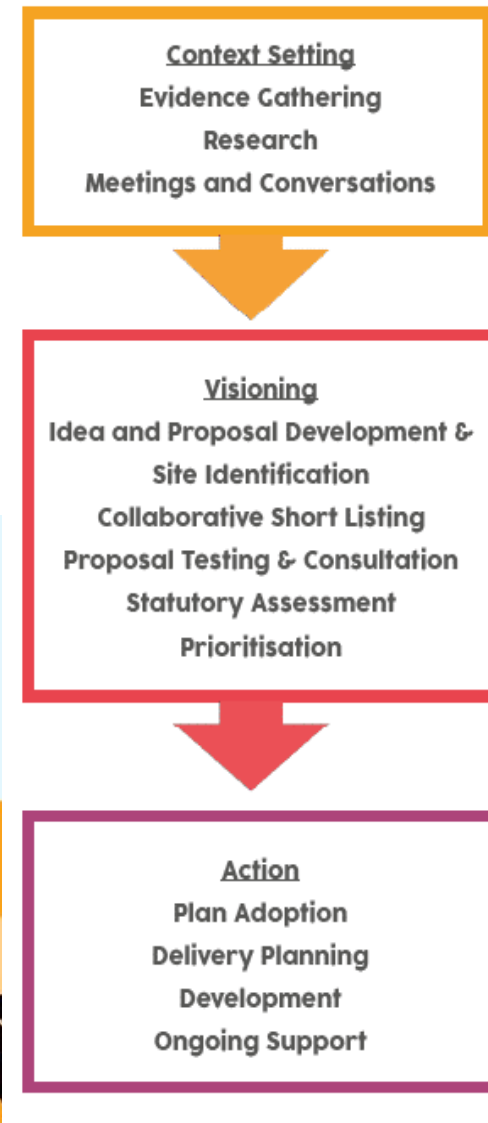 Context Setting
Evidence Gathering
Research
Meetings and Conversations
Visioning
Idea and Proposal Development &
Site Identification
Collaborative Short Listing
Proposal Testing & Consultation
Statutory Assessment
Prioritisation
Action
Plan Adoption
Delivery Planning
Development
Ongoing Support